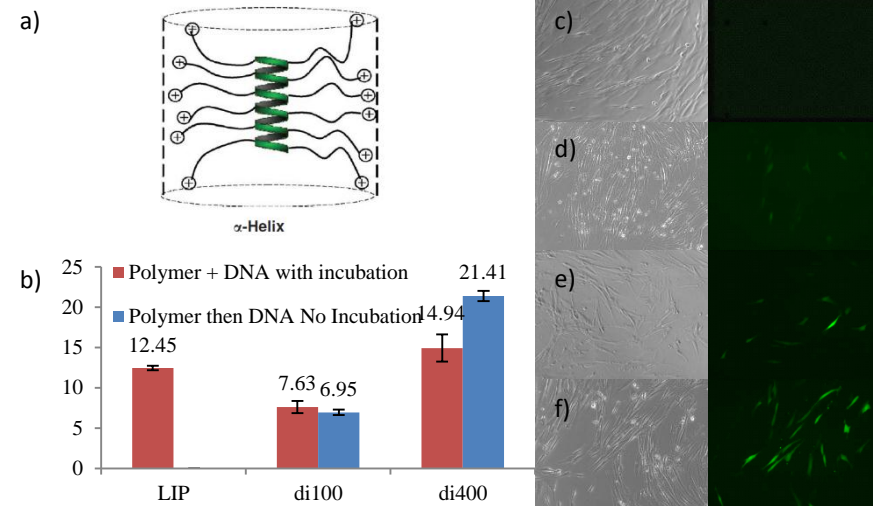 a)
⊕
⊕
⊕
⊕
⊕
⊕
⊕
⊕
⊕
⊕
⊕
⊕
α-Helix
b)
25
20
15
10
5
0
Polymer + DNA with incubation
Polymer then DNA No Incubation
12.45
7.63
6.95
14.94
21.41
LIP
di100
di400
c)
d)
e)
f)